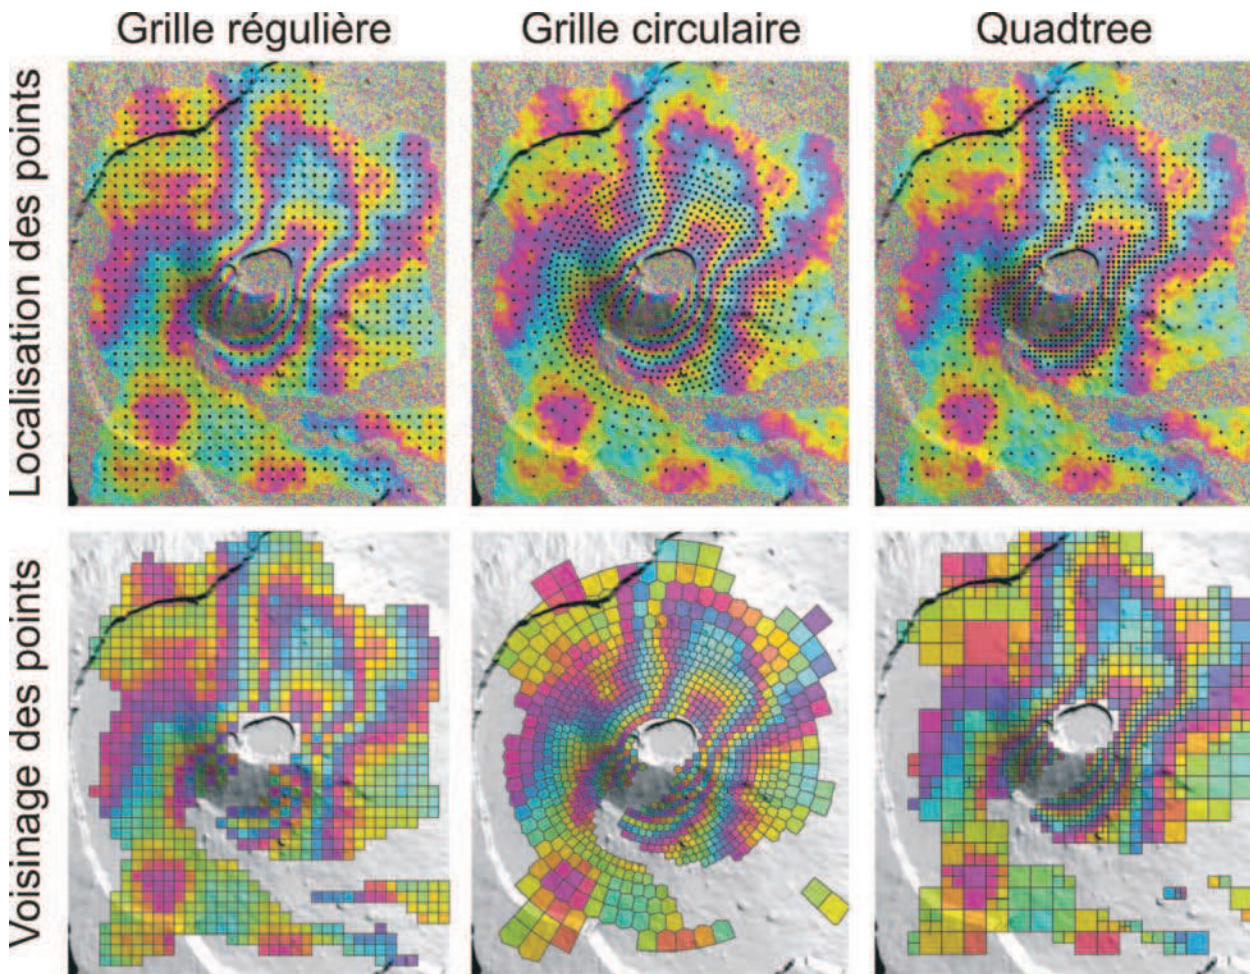 Grille régulière
Grille circulaire
Quadtree
Localisation des points
Voisinage des points